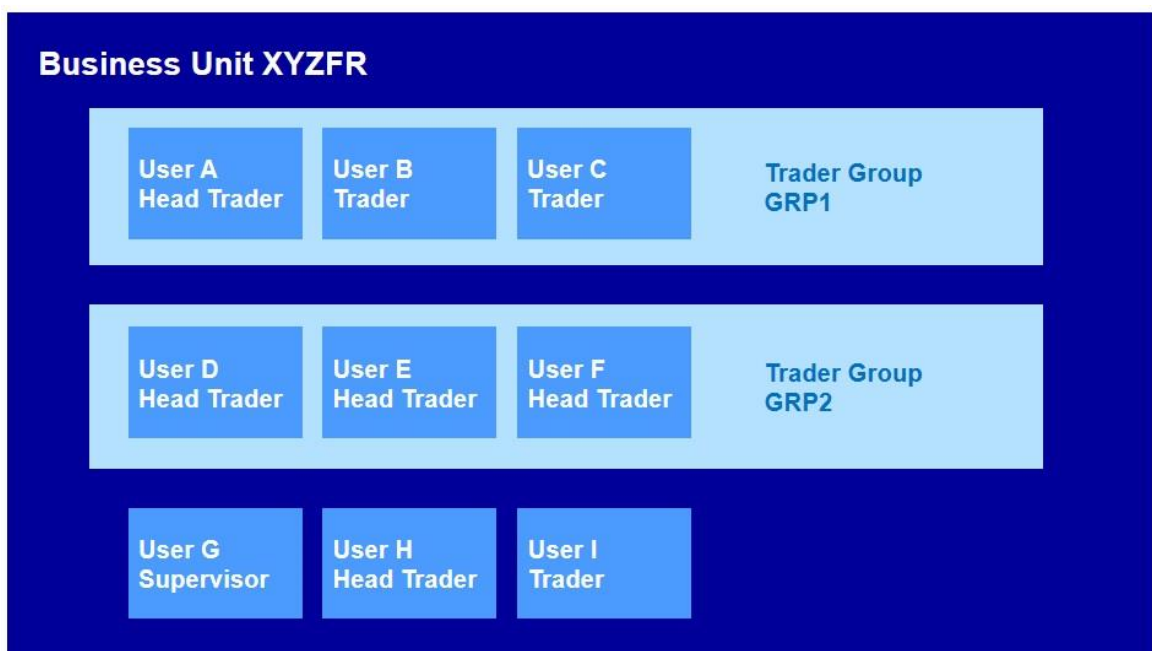 Business Unit XYZFR
User A
Head Trader
User B
Trader
User C
Trader
Trader Group
GRP1
User D
Head Trader
User E
Head Trader
User F
Head Trader
Trader Group
GRP2
User G
Supervisor
User H
Head Trader
User I
Trader